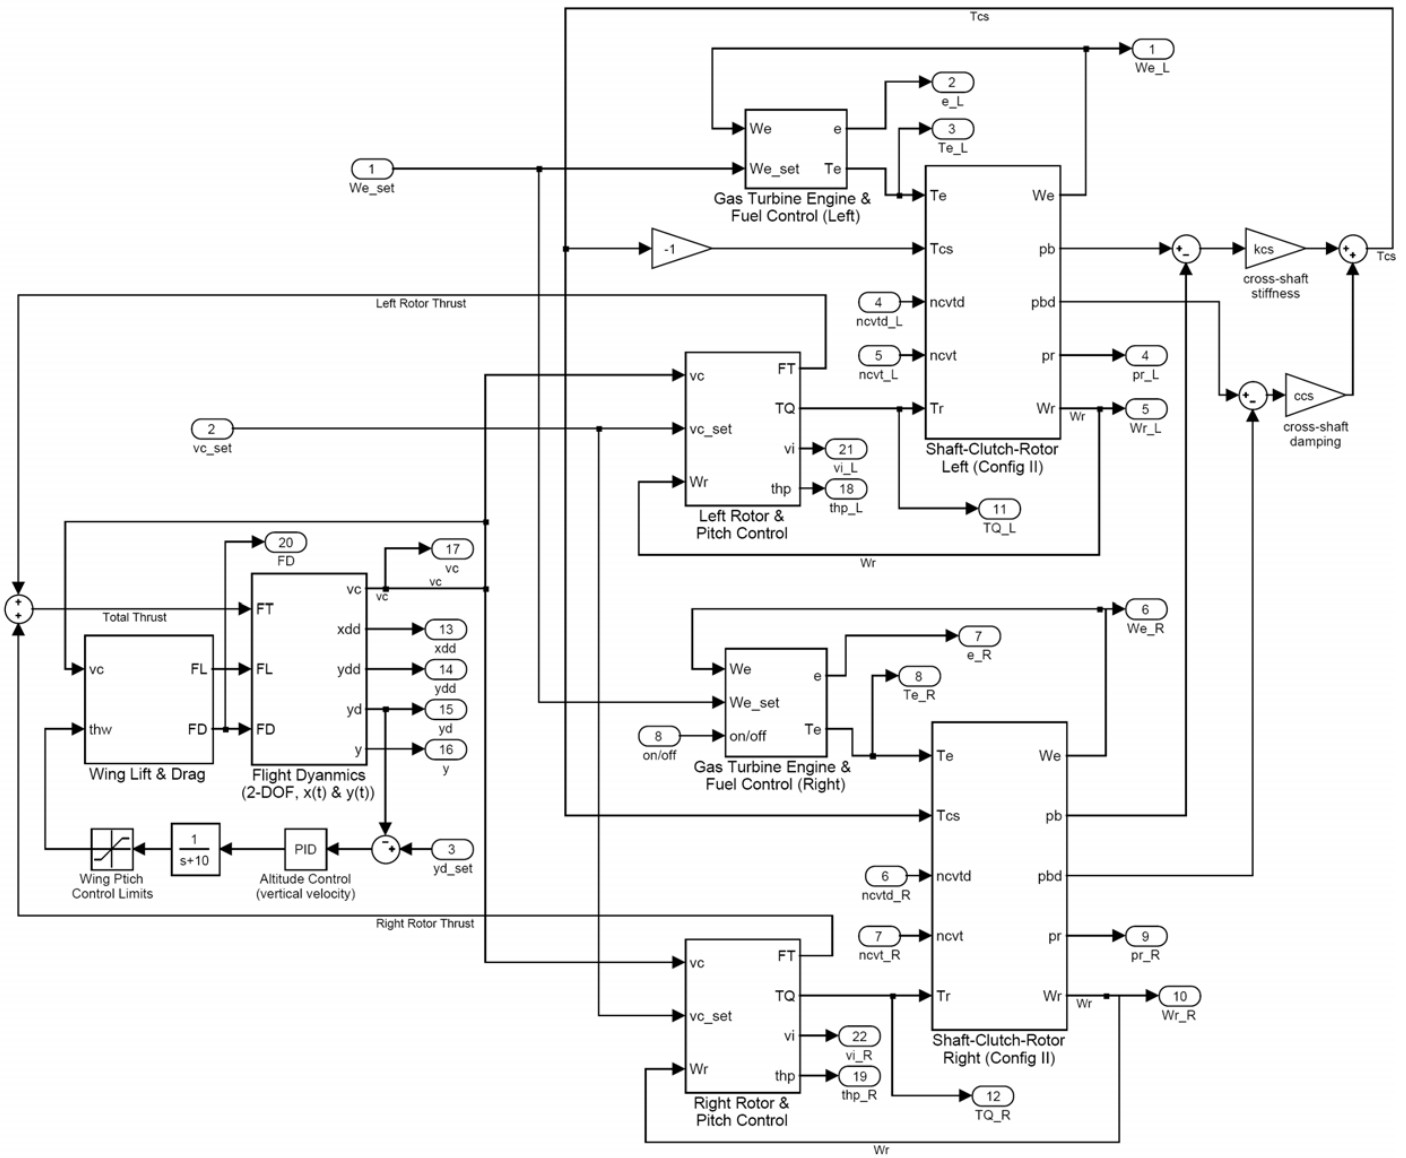 Tcs
1
We_L
2
e_L
We
e
3
Te_L
1
We_set
We_set
Te
Gas Turbine Engine &
Fuel Control (Left)
Te
We
-1
Tcs
pb
+
-
kcs
+
+
Tcs
cross-shaft
stiffness
Left Rotor Thrust
4
ncvtd_L
ncvtd
pbd
5
ncvt_L
ncvt
pr
4
pr_L
vc
FT
TQ
Tr
Wr
Wr
5
Wr_L
+
-
ccs
cross-shaft
damping
2
vc_set
vc_set
vi
21
vi_L
Shaft-Clutch-Rotor
Left (Config II)
Wr
thp
18
thp_L
Left Rotor &
Pitch Control
11
TQ_L
Wr
20
FD
17
vc
vc
vc
vc
+
+
Total Thrust
FT
xdd
13
xdd
vc
FL
FL
ydd
14
ydd
yd
15
yd
thw
FD
FD
y
16
y
Wing Lift & Drag
Flight Dyanmics
(2-DOF, x(t) & y(t))
6
We_R
7
e_R
We
e
8
Te_R
We_set
Te
8
on/off
on/off
Gas Turbine Engine &
Fuel Control (Right)
Te
We
Tcs
pb
1
s+10
PID
-
+
3
yd_set
Wing Ptich
Control Limits
Altitude Control
(vertical velocity)
6
ncvtd_R
ncvtd
pbd
Right Rotor Thrust
7
ncvt_R
ncvt
pr
9
pr_R
vc
FT
TQ
Tr
Wr
Wr
10
Wr_R
vc_set
vi
22
vi_R
Shaft-Clutch-Rotor
Right (Config II)
Wr
thp
19
thp_R
Right Rotor &
Pitch Control
12
TQ_R
Wr